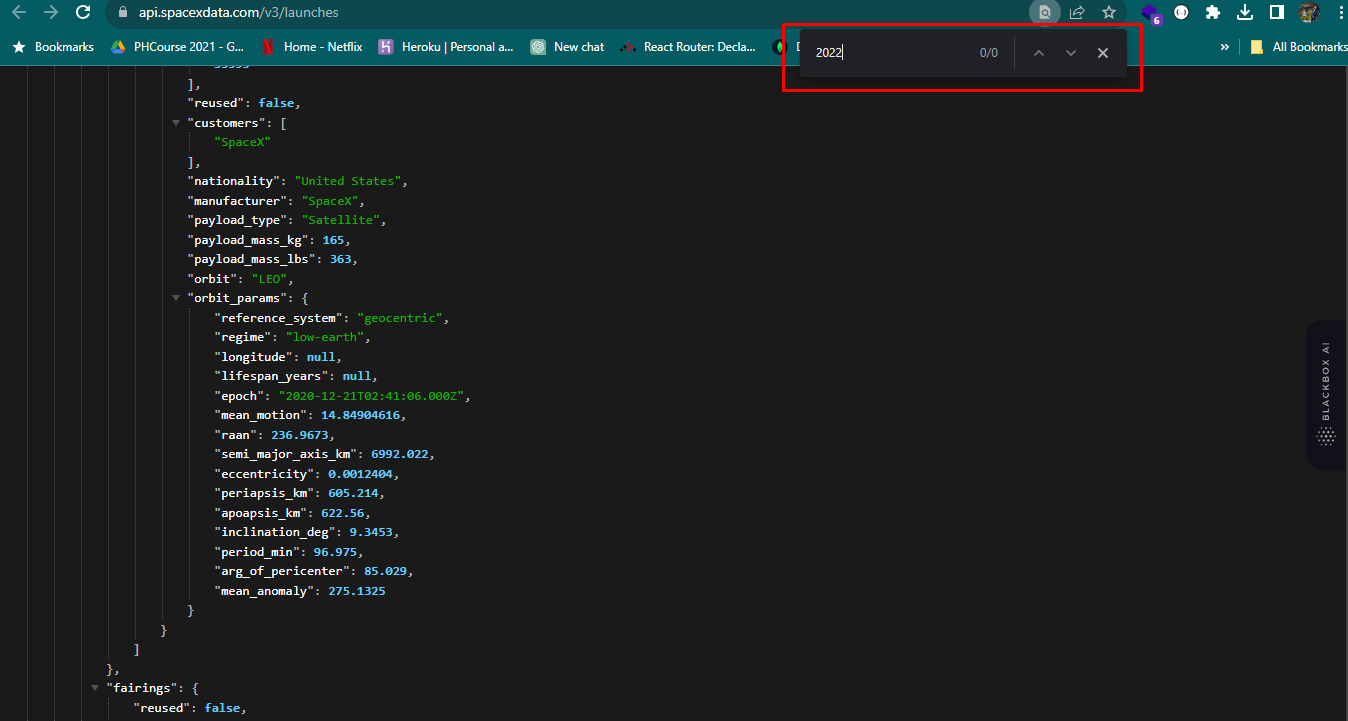 api.spacexdata.com/v3/launches
6
Bookmarks
PHCourse 2021 - G...
Home - Netflix
Heroku | Personal a...
New chat
React Router: Decla...
»
All Bookmarks
2022
0/0
],
"reused": false,
"customers": [
"SpaceX"
],
"nationality": "United States",
"manufacturer": "SpaceX",
"payload_type": "Satellite",
"payload_mass_kg": 165,
"payload_mass_lbs": 363,
"orbit": "LEO",
"orbit_params": {
"reference_system": "geocentric",
"regime": "low-earth",
"longitude": null,
"lifespan_years": null,
"epoch": "2020-12-21T02:41:06.000Z",
"mean_motion": 14.84904616,
"raan": 236.9673,
"semi_major_axis_km": 6992.022,
"eccentricity": 0.0012404,
"periapsis_km": 605.214,
"apoapsis_km": 622.56,
"inclination_deg": 9.3453,
"period_min": 96.975,
"arg_of_pericenter": 85.029,
"mean_anomaly": 275.1325
}
}
]
},
"fairings": {
"reused": false,
BLACKBOX AI